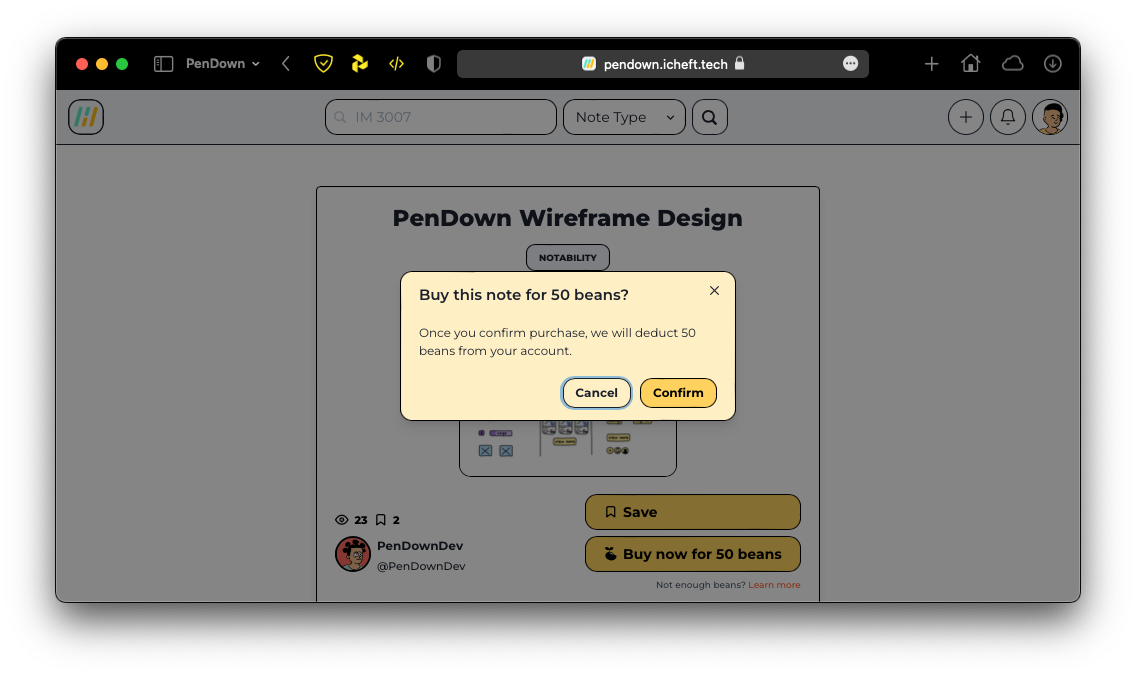 PenDown
pendown.icheft.tech
IM 3007
Note Type
PenDown Wireframe Design
NOTABILITY
Buy this note for 50 beans?
Once you confirm purchase, we will deduct 50
beans from your account.
Cancel
Confirm
23
2
Save
PenDownDev
@PenDownDev
Buy now for 50 beans
Not enough beans? Learn more